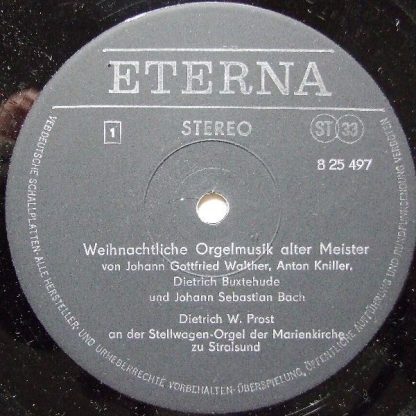 ETERNA
1
STEREO
ST 33
8 25 497
Weihnachtliche Orgelmusik alter Meister
von Johann Gottfried Walther, Anton Kniller,
Dietrich Buxtehude
und Johann Sebastian Bach
Dietrich W. Prost
an der Stellwagen-Orgel der Marienkirche
zu Stralsund
VEB DEUTSCHE SCHALLPLATTEN · ALLE HERSTELLER- UND URHEBERRECHTE VORBEHALTEN · ÜBERSPIELUNG, ÖFFENTLICHE AUFFÜHRUNG UND RUNDFUNKSENDUNG VERBOTEN